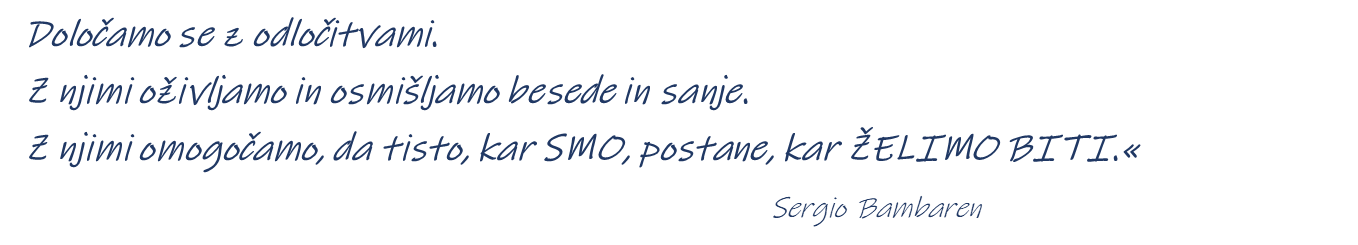 Določamo se z odločitvami.
Z njimi oživljamo in osmišljamo besede in sanje.
Z njimi omogočamo, da tisto, kar SMO, postane, kar ŽELIMO BITI.«
Sergio Bambaren